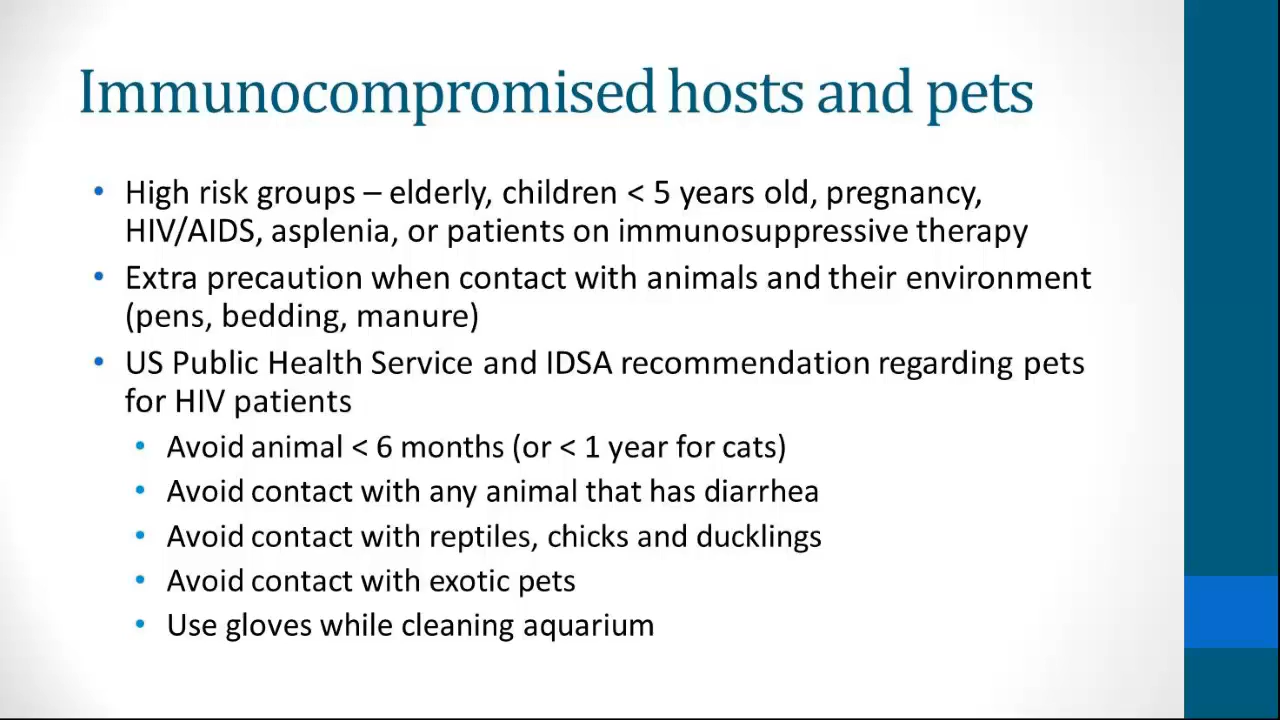 Immunocompromised hosts and pets
• High risk groups – elderly, children < 5 years old, pregnancy,
HIV/AIDS, asplenia, or patients on immunosuppressive therapy
• Extra precaution when contact with animals and their environment
(pens, bedding, manure)
• US Public Health Service and IDSA recommendation regarding pets
for HIV patients
• Avoid animal < 6 months (or < 1 year for cats)
• Avoid contact with any animal that has diarrhea
• Avoid contact with reptiles, chicks and ducklings
• Avoid contact with exotic pets
• Use gloves while cleaning aquarium